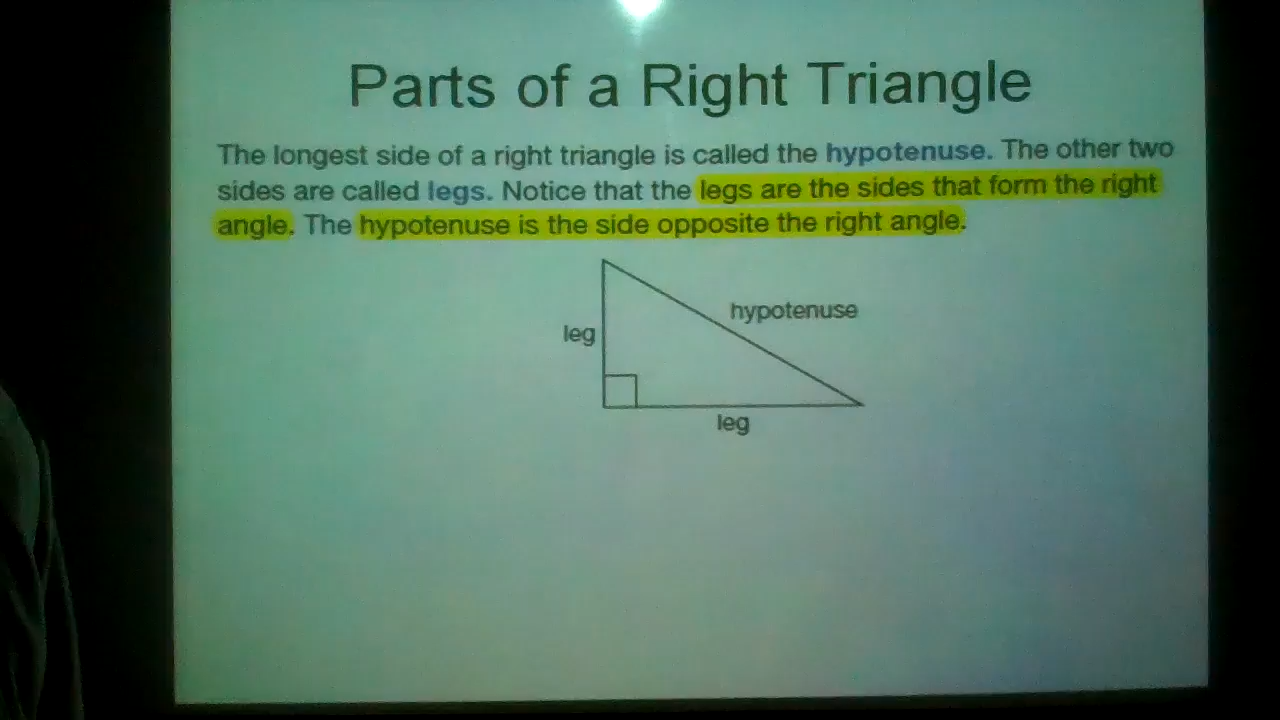 Parts of a Right Triangle
The longest side of a right triangle is called the hypotenuse. The other two
sides are called legs. Notice that the legs are the sides that form the right
angle. The hypotenuse is the side opposite the right angle.
hypotenuse
leg
leg